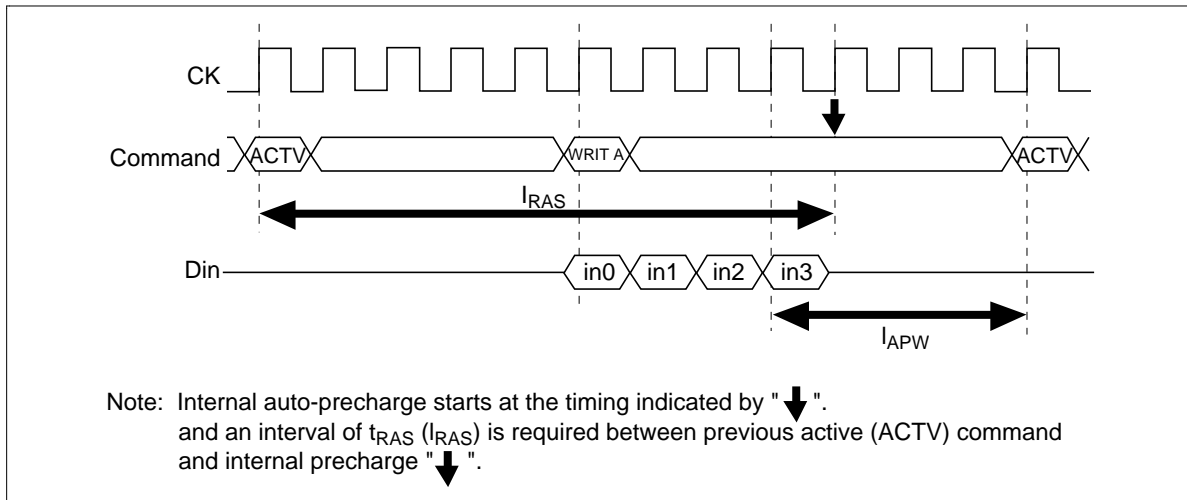 CK
Command
ACTV
WRIT A
ACTV
lRAS
Din
in0 in1 in2 in3
lAPW
Note: Internal auto-precharge starts at the timing indicated by " ".
and an interval of tRAS (lRAS) is required between previous active (ACTV) command
and internal precharge " ".